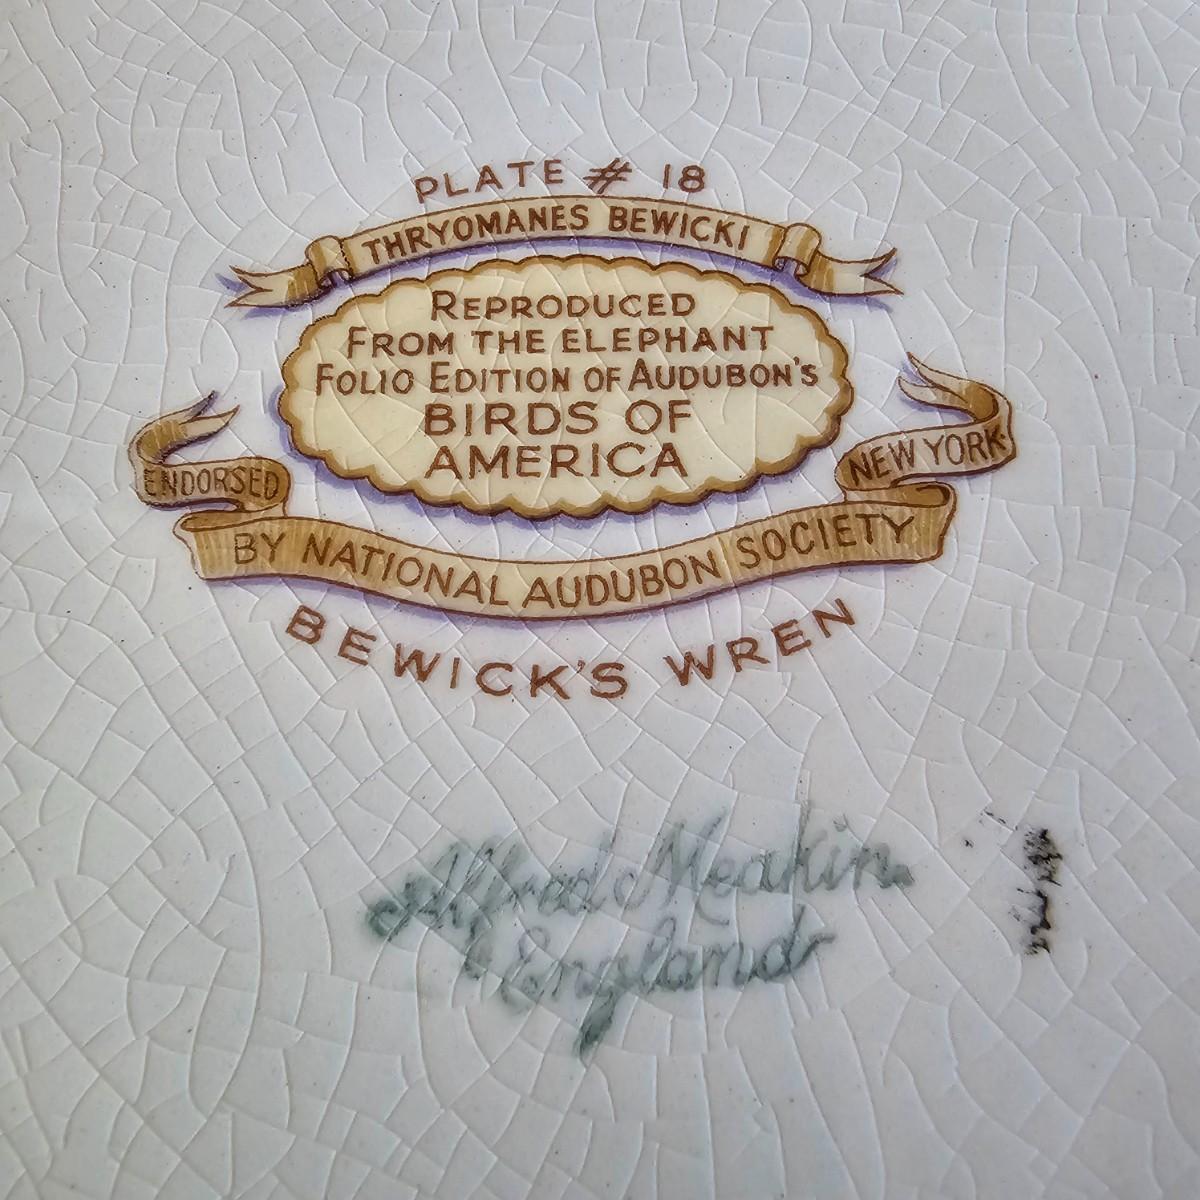 PLATE # 18
THRYOMANES BEWICKI
REPRODUCED
FROM THE ELEPHANT
FOLIO EDITION OF AUDUBON'S
BIRDS OF
AMERICA
ENDORSED
BY NATIONAL AUDUBON SOCIETY
NEW YORK
BEWICK'S WREN
Alfred Meakin
England